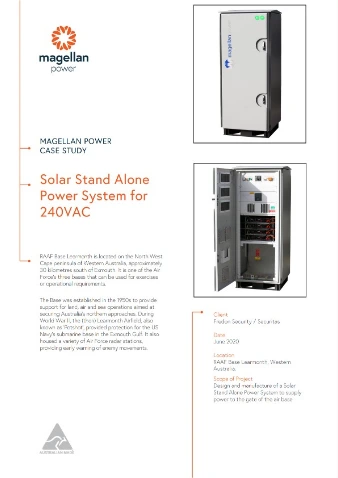 magellan
power
MAGELLAN POWER
CASE STUDY
Solar Stand Alone
Power System for
240VAC
RAAF Base Learmonth is located on the North West
Cape peninsula of Western Australia, approximately
30 kilometres south of Exmouth. It is one of the Air
Force's three bases that can be used for exercises
or operational requirements.
The Base was established in the 1950s to provide
support for land, air and sea operations aimed at
securing Australia's northern approaches. During
World War II, the (then) Learmonth Airfield, also
known as 'Potshot', provided protection for the US
Navy's submarine base in the Exmouth Gulf. It also
housed a variety of Air Force radar stations,
providing early warning of enemy movements.
AUSTRALIAN MADE
magellan
Client
Fredon Security / Securitas
Date
June 2020
Location
RAAF Base Learmonth, Western
Australia
Scope of Project
Design and manufacture of a Solar
Stand Alone Power System to supply
power to the gate of the air base